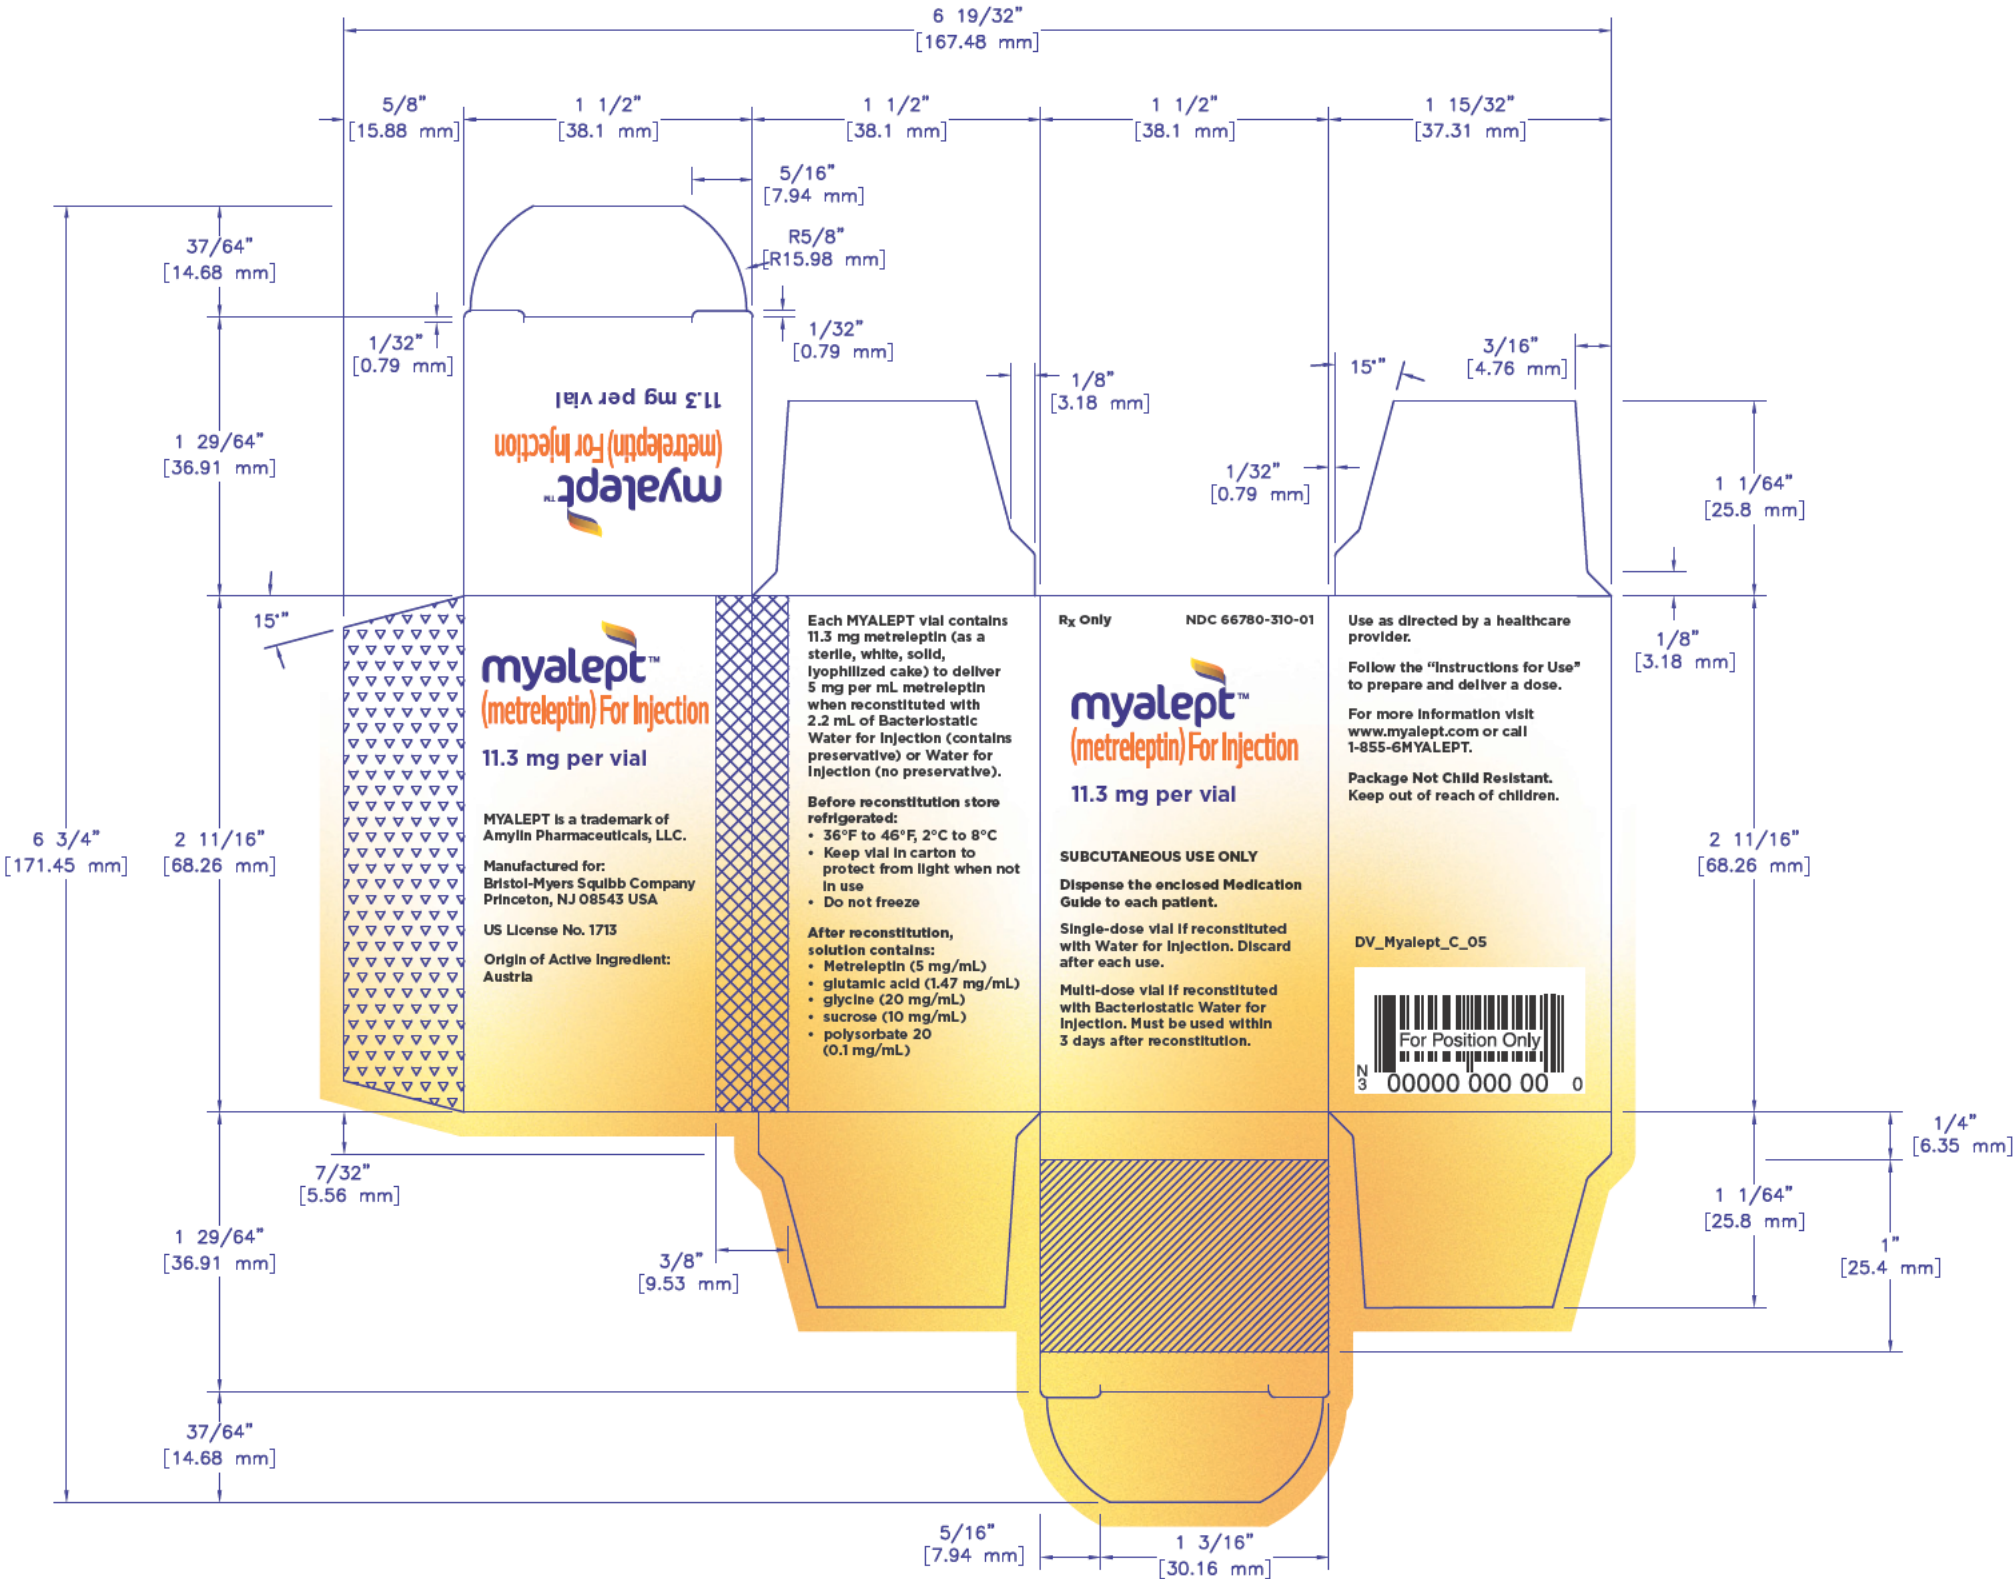 6 19/32"
[167.48 mm]
5/8"
[15.88 mm]
1 1/2"
[38.1 mm]
1 1/2"
[38.1 mm]
1 1/2"
[38.1 mm]
1 15/32"
[37.31 mm]
5/16"
[7.94 mm]
R5/8"
[R15.98 mm]
37/64"
[14.68 mm]
1/32"
[0.79 mm]
1/32"
[0.79 mm]
1/8"
[3.18 mm]
15°"
3/16"
[4.76 mm]
1 29/64"
[36.91 mm]
1/32"
[0.79 mm]
1 1/64"
[25.8 mm]
myalept™
(metreleptin) For Injection
11.3 mg per vial
15°"
1/8"
[3.18 mm]
6 3/4"
[171.45 mm]
2 11/16"
[68.26 mm]
myalept™
(metreleptin) For Injection
11.3 mg per vial
MYALEPT is a trademark of
Amylin Pharmaceuticals, LLC.
Manufactured for:
Bristol-Myers Squibb Company
Princeton, NJ 08543 USA
US License No. 1713
Origin of Active Ingredient:
Austria
Each MYALEPT vial contains
11.3 mg metreleptin (as a
sterile, white, solid,
lyophilized cake) to deliver
5 mg per mL metreleptin
when reconstituted with
2.2 mL of Bacteriostatic
Water for Injection (contains
preservative) or Water for
Injection (no preservative).
Before reconstitution store
refrigerated:
• 36°F to 46°F, 2°C to 8°C
• Keep vial in carton to
protect from light when not
in use
• Do not freeze
After reconstitution,
solution contains:
• Metreleptin (5 mg/mL)
• glutamic acid (1.47 mg/mL)
• glycine (20 mg/mL)
• sucrose (10 mg/mL)
• polysorbate 20
(0.1 mg/mL)
Rx Only NDC 66780-310-01
myalept™
(metreleptin) For Injection
11.3 mg per vial
SUBCUTANEOUS USE ONLY
Dispense the enclosed Medication
Guide to each patient.
Single-dose vial if reconstituted
with Water for Injection. Discard
after each use.
Multi-dose vial if reconstituted
with Bacteriostatic Water for
Injection. Must be used within
3 days after reconstitution.
Use as directed by a healthcare
provider.
Follow the “Instructions for Use”
to prepare and deliver a dose.
For more information visit
www.myalept.com or call
1-855-6MYALEPT.
Package Not Child Resistant.
Keep out of reach of children.
DV_Myalept_C_05
For Position Only
N
3 00000 000 00 0
2 11/16"
[68.26 mm]
1/4"
[6.35 mm]
7/32"
[5.56 mm]
1 29/64"
[36.91 mm]
3/8"
[9.53 mm]
1 1/64"
[25.8 mm]
1"
[25.4 mm]
37/64"
[14.68 mm]
5/16"
[7.94 mm]
1 3/16"
[30.16 mm]